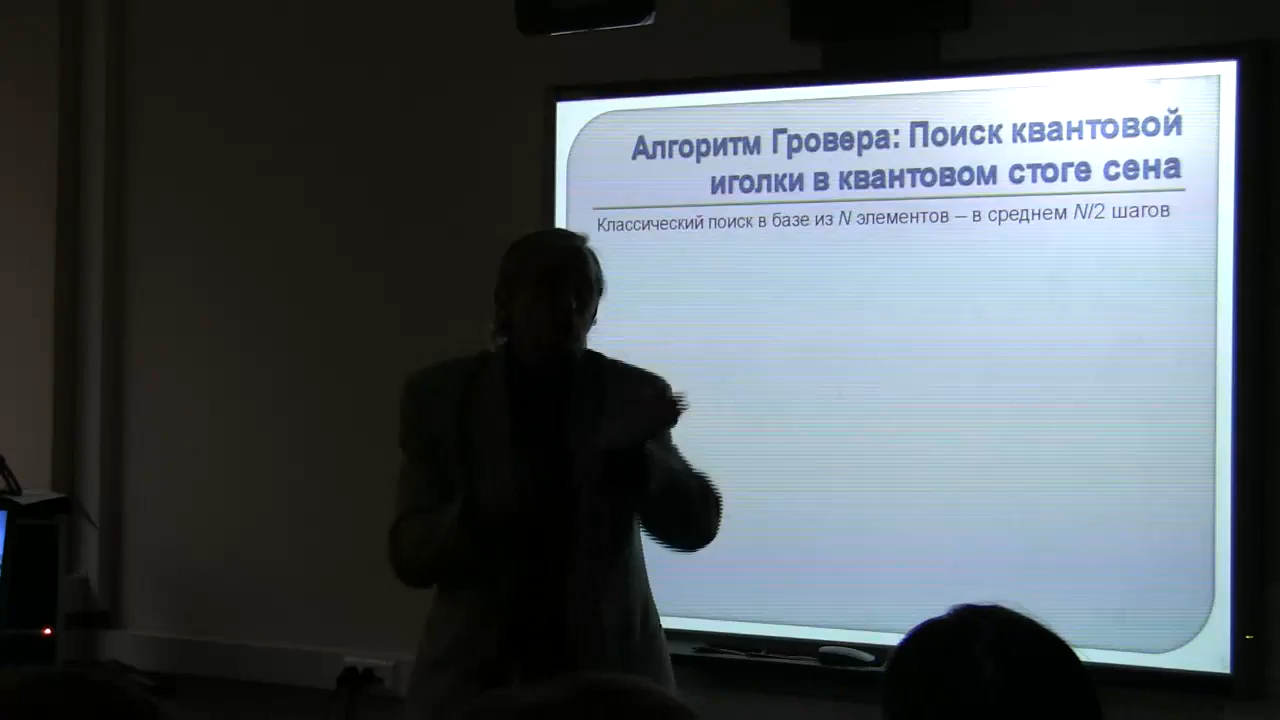 Алгоритм Гровера: Поиск квантовой
иголки в квантовом стоге сена
Классический поиск в базе из N элементов – в среднем N/2 шагов